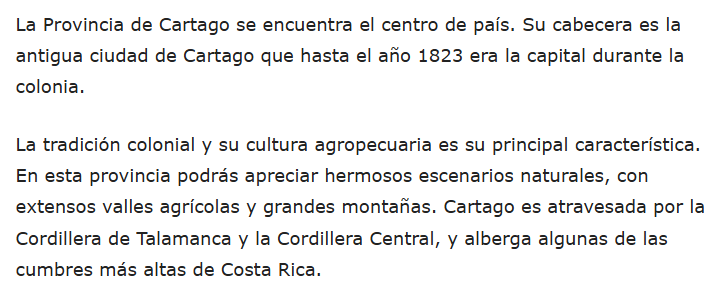 La Provincia de Cartago se encuentra el centro de país. Su cabecera es la
antigua ciudad de Cartago que hasta el año 1823 era la capital durante la
colonia.
La tradición colonial y su cultura agropecuaria es su principal característica.
En esta provincia podrás apreciar hermosos escenarios naturales, con
extensos valles agrícolas y grandes montañas. Cartago es atravesada por la
Cordillera de Talamanca y la Cordillera Central, y alberga algunas de las
cumbres más altas de Costa Rica.